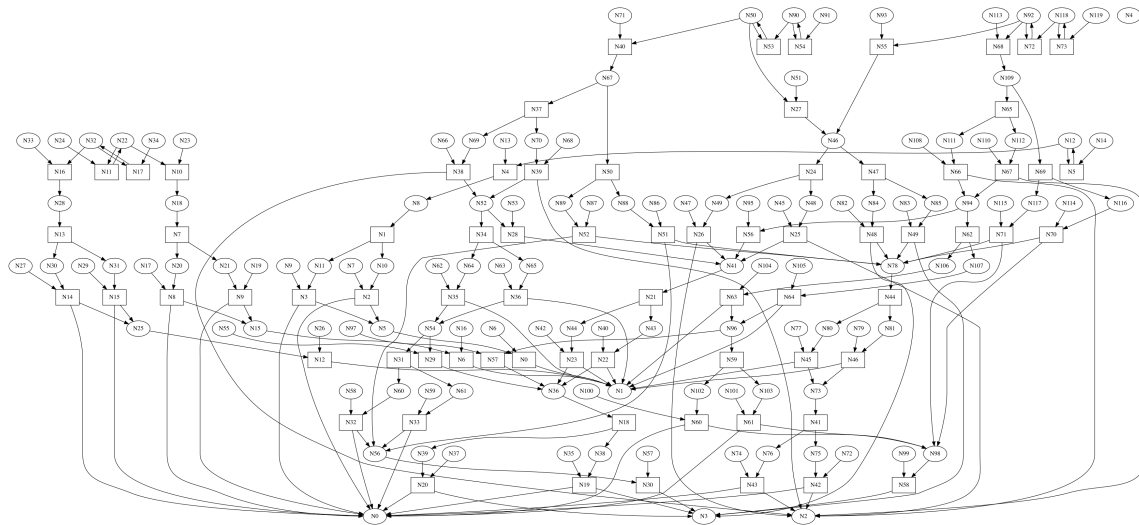 N71 N50 N90 N91 N93 N113 N92 N118 N119 N4
N40 N53 N54 N55 N68 N72 N73
N67 N51 N109
N37 N27 N65
N33 N24 N32 N22 N34 N23 N66 N69 N13 N70 N68 N46 N108 N111 N110 N112 N12 N14
N16 N11 N17 N10 N38 N4 N39 N50 N24 N47 N66 N67 N69 N5
N28 N18 N8 N52 N53 N89 N87 N88 N86 N47 N49 N95 N45 N48 N82 N84 N83 N85 N94 N115 N117 N114 N116
N13 N7 N1 N34 N28 N52 N51 N26 N56 N25 N48 N49 N62 N71 N70
N27 N30 N29 N31 N17 N20 N21 N19 N9 N11 N7 N10 N62 N64 N63 N65 N41 N104 N105 N78 N106 N107
N14 N15 N8 N9 N3 N2 N35 N36 N21 N63 N64 N44
N25 N55 N15 N26 N97 N5 N16 N54 N6 N42 N44 N40 N43 N96 N77 N80 N79 N81
N12 N31 N29 N6 N57 N0 N23 N22 N59 N45 N46
N58 N60 N59 N61 N36 N100 N1 N102 N101 N103 N73
N32 N33 N18 N60 N61 N41
N56 N39 N37 N35 N38 N57 N74 N76 N75 N72 N98 N99
N20 N19 N30 N43 N42 N58
N0 N3 N2